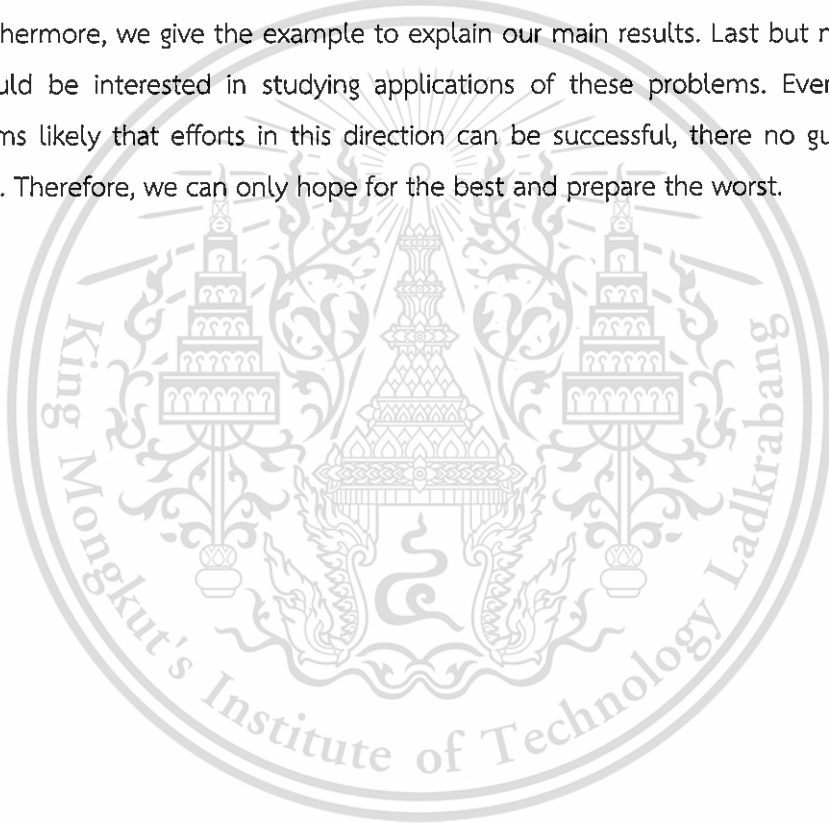 thermore, we give the example to explain our main results. Last but n
uld be interested in studying applications of these problems. Even
ms likely that efforts in this direction can be successful, there no gu
. Therefore, we can only hope for the best and prepare the worst.
King Mongkut's Institute of Technology Ladkrabang